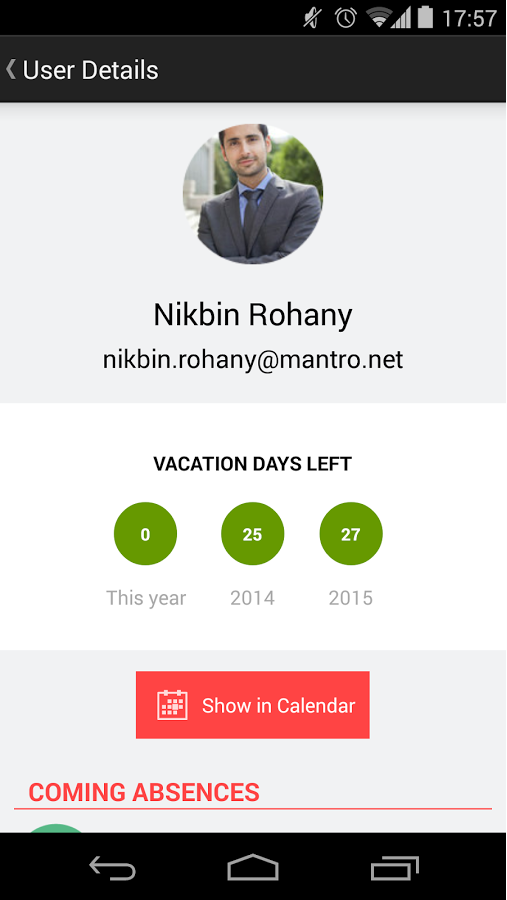 17:57
User Details
Nikbin Rohany
nikbin.rohany@mantro.net
VACATION DAYS LEFT
0 25 27
This year 2014 2015
Show in Calendar
COMING ABSENCES